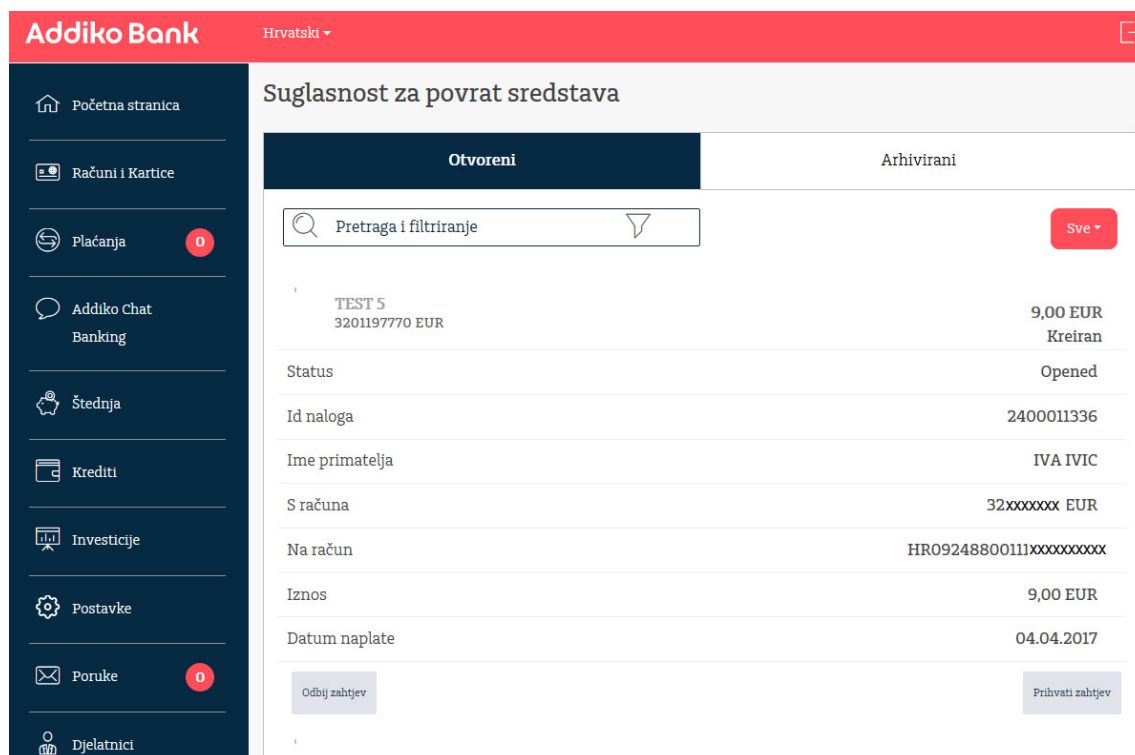 Addiko Bank
Hrvatski
Početna stranica
Računi i Kartice
Plaćanja 0
Addiko Chat
Banking
Štednja
Krediti
Investicije
Postavke
Poruke 0
Djelatnici
Suglasnost za povrat sredstava
Otvoreni Arhivirani
Pretraga i filtriranje Sve
TEST 5
3201197770 EUR
9,00 EUR
Kreiran
Status Opened
Id naloga 2400011336
Ime primatelja IVA IVIC
S računa 32xxxxxxx EUR
Na račun HR09248800111xxxxxxxxxx
Iznos 9,00 EUR
Datum naplate 04.04.2017
Odbij zahtjev Prihvati zahtjev